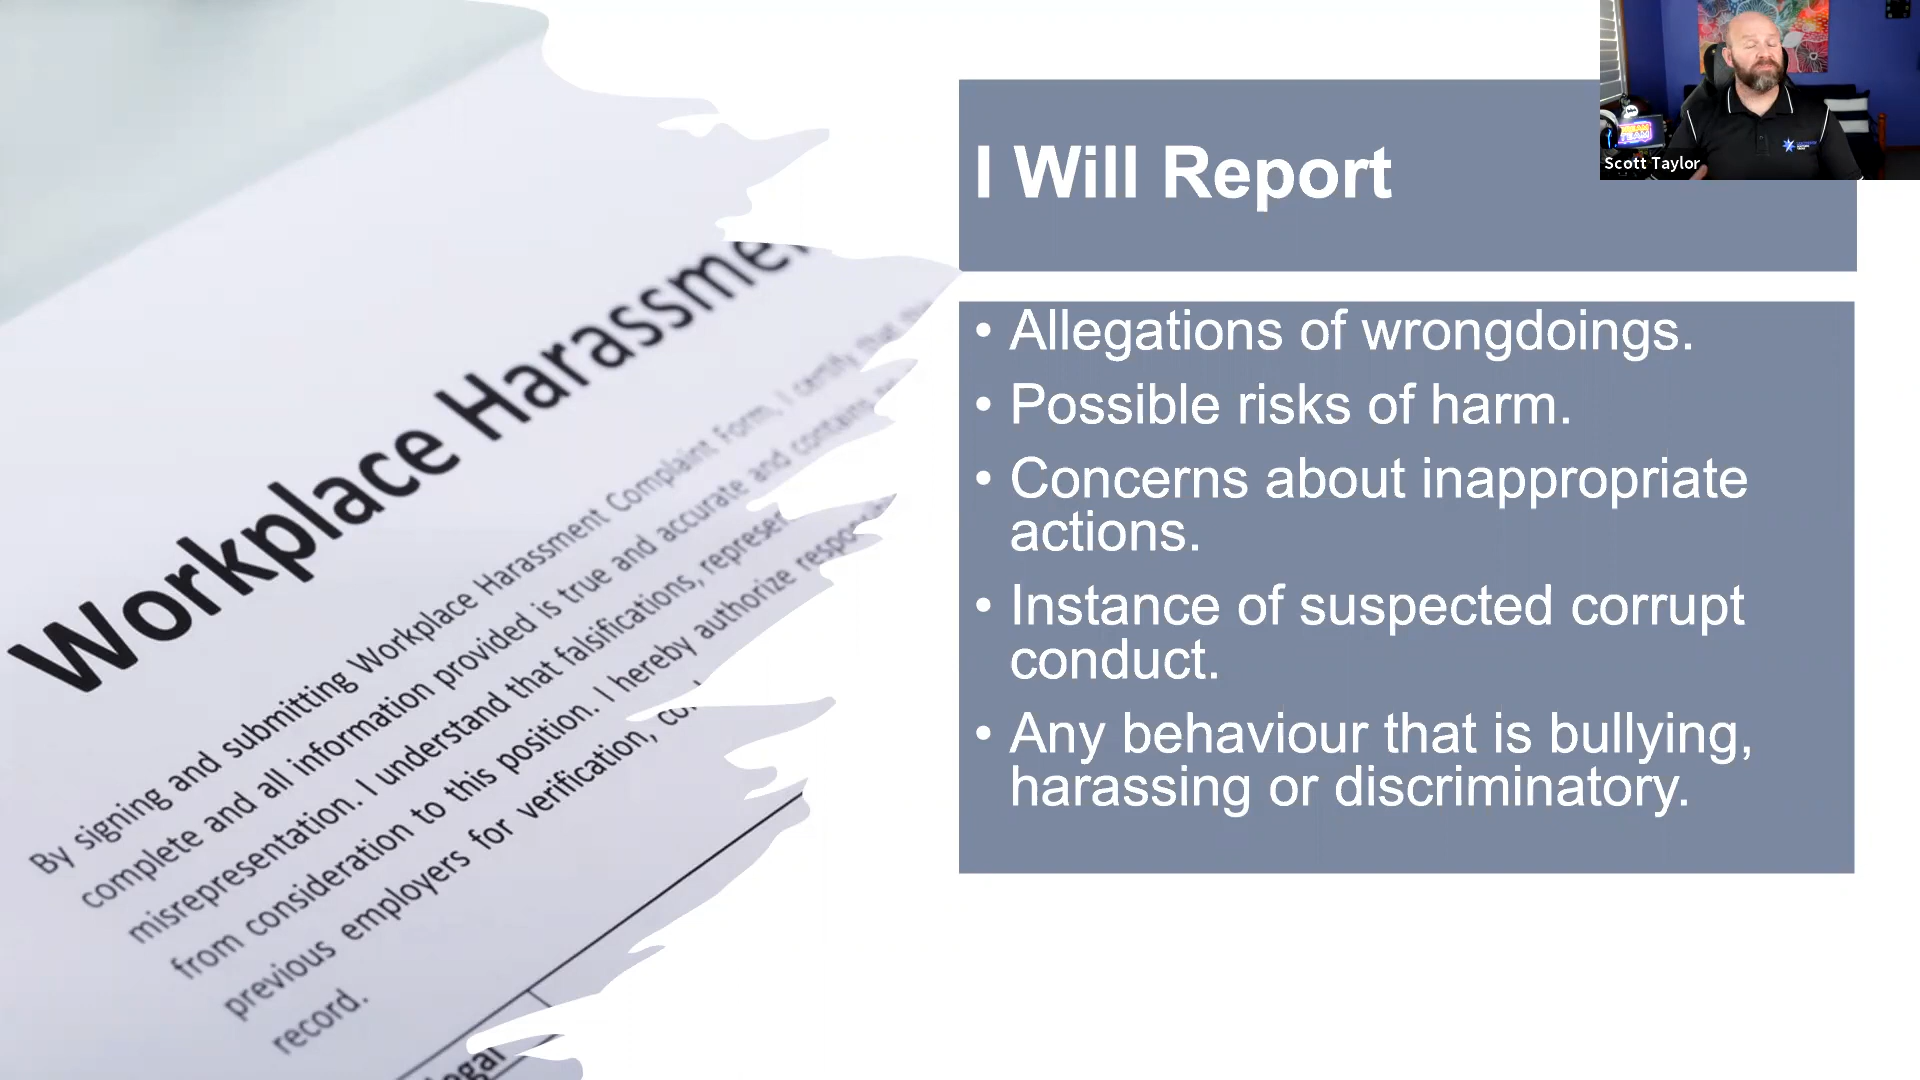 Scott Taylor
I Will Report
• Allegations of wrongdoings.
• Possible risks of harm.
• Concerns about inappropriate
actions.
• Instance of suspected corrupt
conduct.
• Any behaviour that is bullying,
harassing or discriminatory.
Workplace Harassme
By signing and submitting Workplace Harassment Complaint Form, I certify that
complete and all information provided is true and accurate and contains
misrepresentation. I understand that falsifications,
from consideration to this position. I hereby authorize
previous employers for verification,
record.